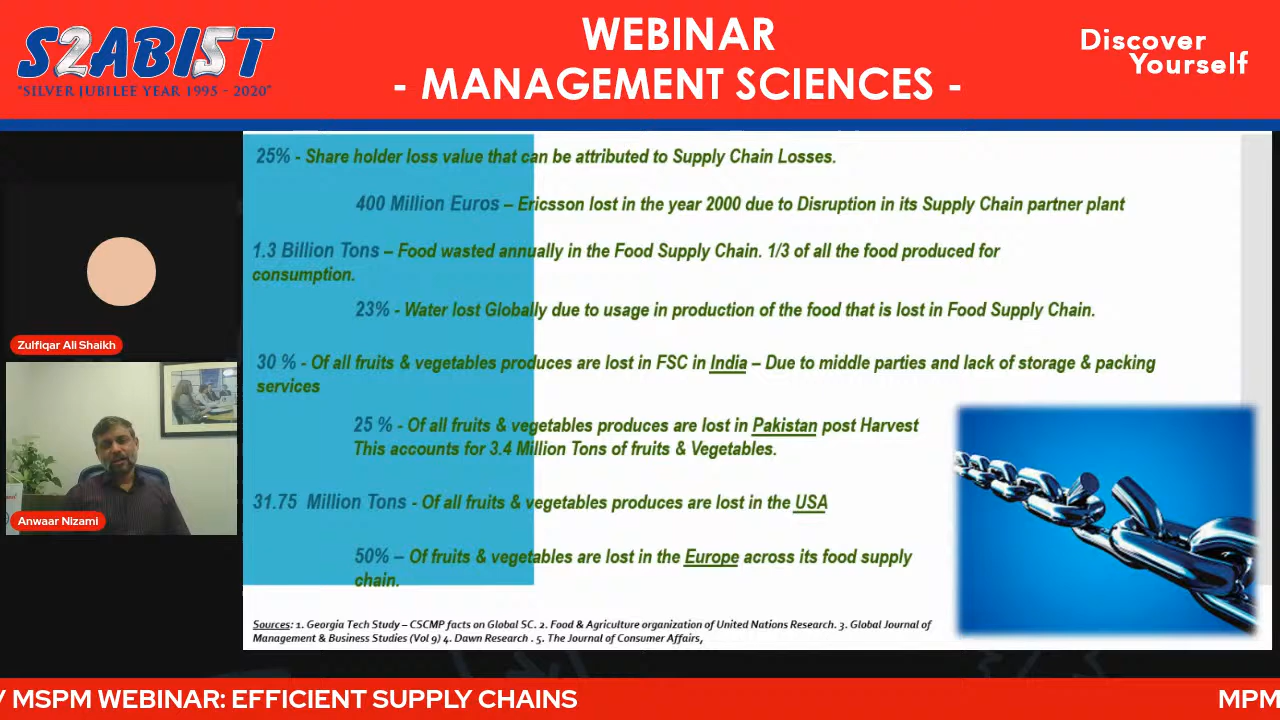 SZABIST
"SILVER JUBILEE YEAR 1995 - 2020"
WEBINAR
- MANAGEMENT SCIENCES -
Discover
Yourself
25% - Share holder loss value that can be attributed to Supply Chain Losses.
400 Million Euros – Ericsson lost in the year 2000 due to Disruption in its Supply Chain partner plant
1.3 Billion Tons – Food wasted annually in the Food Supply Chain. 1/3 of all the food produced for
consumption.
23% - Water lost Globally due to usage in production of the food that is lost in Food Supply Chain.
30 % - Of all fruits & vegetables produces are lost in FSC in India – Due to middle parties and lack of storage & packing
services
25 % - Of all fruits & vegetables produces are lost in Pakistan post Harvest
This accounts for 3.4 Million Tons of fruits & Vegetables.
31.75 Million Tons - Of all fruits & vegetables produces are lost in the USA
50% – Of fruits & vegetables are lost in the Europe across its food supply
chain.
Sources: 1. Georgia Tech Study – CSCMP facts on Global SC. 2. Food & Agriculture organization of United Nations Research. 3. Global Journal of
Management & Business Studies (Vol 9) 4. Dawn Research . 5. The Journal of Consumer Affairs,
Zulfiqar Ali Shaikh
Anwaar Nizami
/ MSPM WEBINAR: EFFICIENT SUPPLY CHAINS
MPM